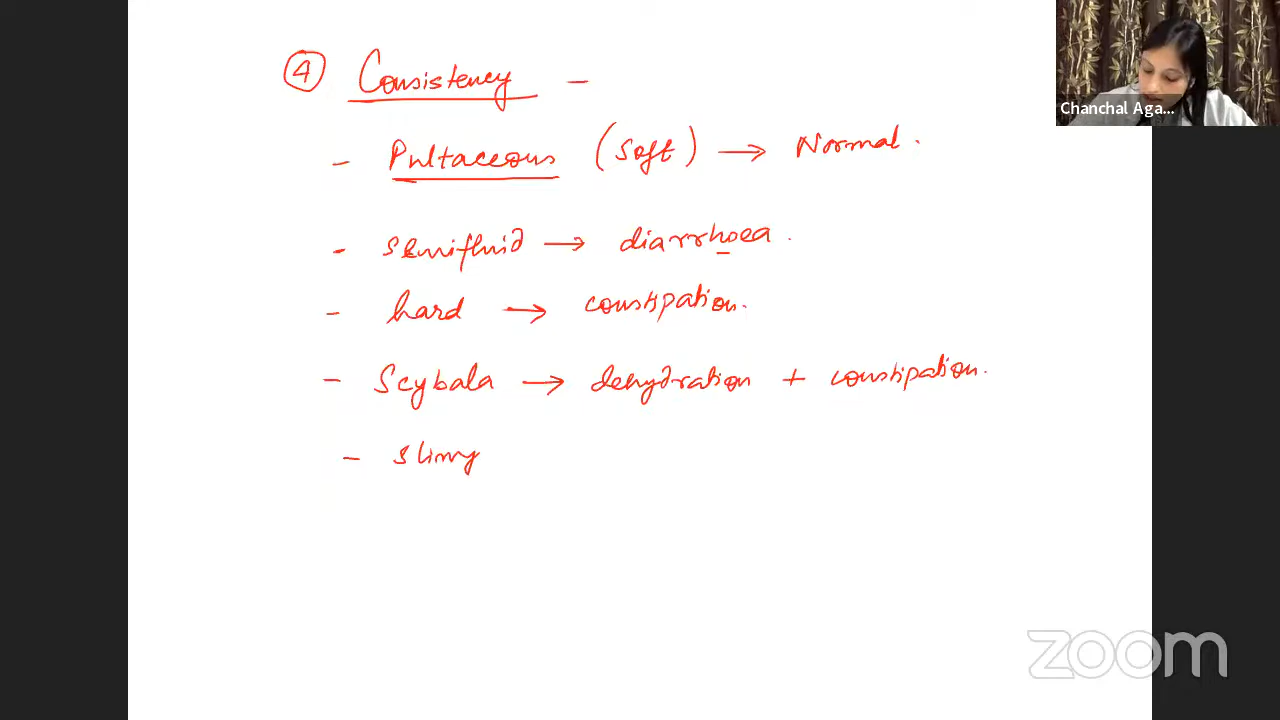 ④ Consistency -
Chanchal Aga...
- Pultaceous (soft) → Normal.
- Semifluid → diarrhoea.
- hard → constipation.
- Scybala → dehydration + constipation.
- slimy
zoom